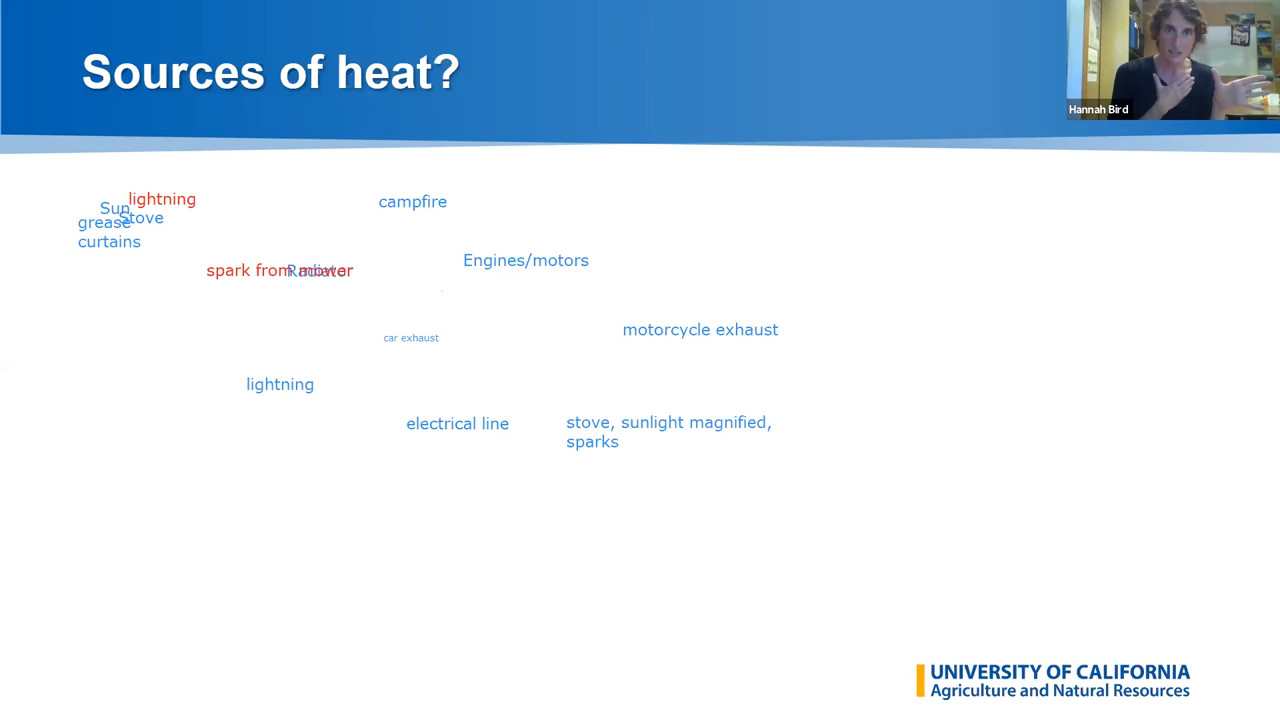 Sources of heat?
Hannah Bird
lightning
Sun
Stove
grease
curtains
campfire
spark from mower
Radiator
Engines/motors
car exhaust
motorcycle exhaust
lightning
electrical line
stove, sunlight magnified,
sparks
UNIVERSITY OF CALIFORNIA
Agriculture and Natural Resources